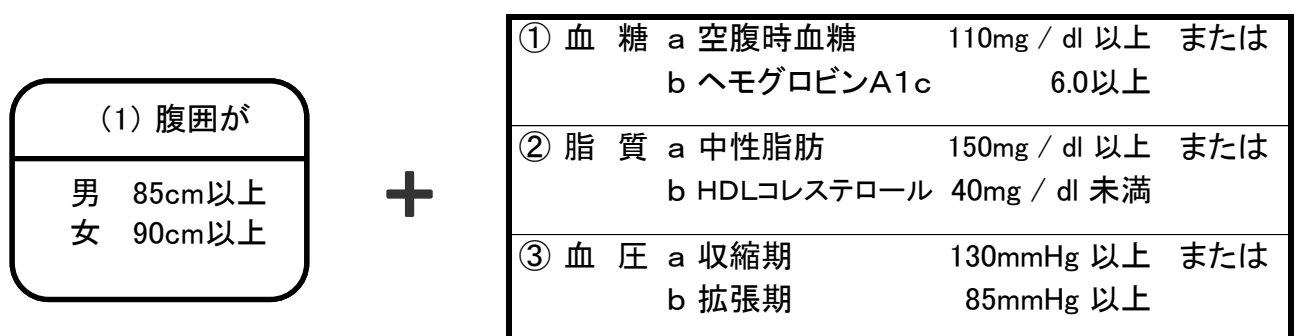 (1) 腹囲が
男 85cm以上
女 90cm以上
+
① 血 糖 a 空腹時血糖 110mg / dl 以上 または
b ヘモグロビンA1c 6.0以上
② 脂 質 a 中性脂肪 150mg / dl 以上 または
b HDLコレステロール 40mg / dl 未満
③ 血 圧 a 収縮期 130mmHg 以上 または
b 拡張期 85mmHg 以上